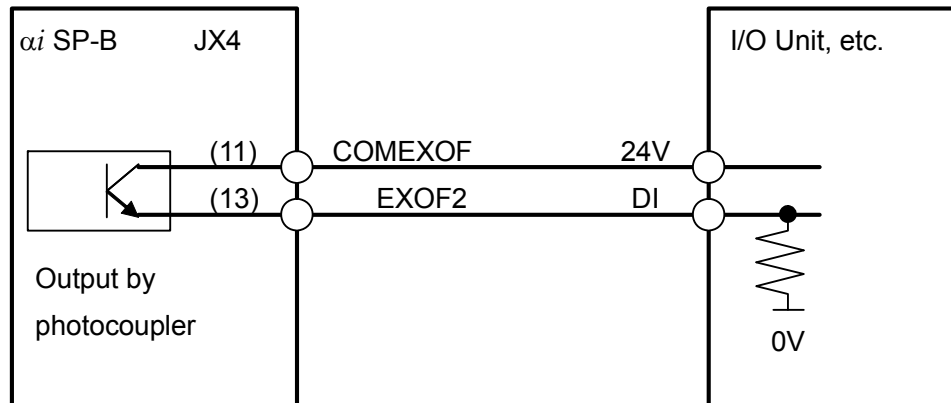 αi SP-B JX4
I/O Unit, etc.
(11) COMEXOF 24V
(13) EXOF2 DI
Output by
photocoupler
0V